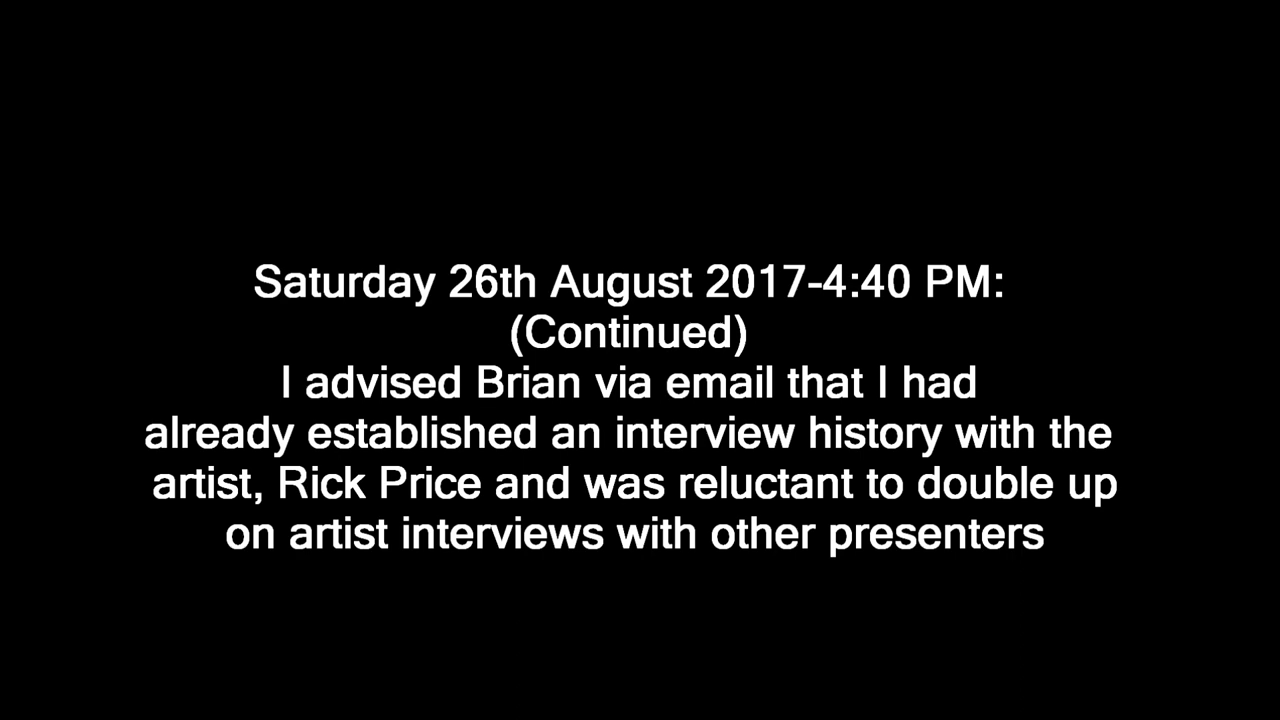 Saturday 26th August 2017-4:40 PM:
(Continued)
I advised Brian via email that I had
already established an interview history with the
artist, Rick Price and was reluctant to double up
on artist interviews with other presenters